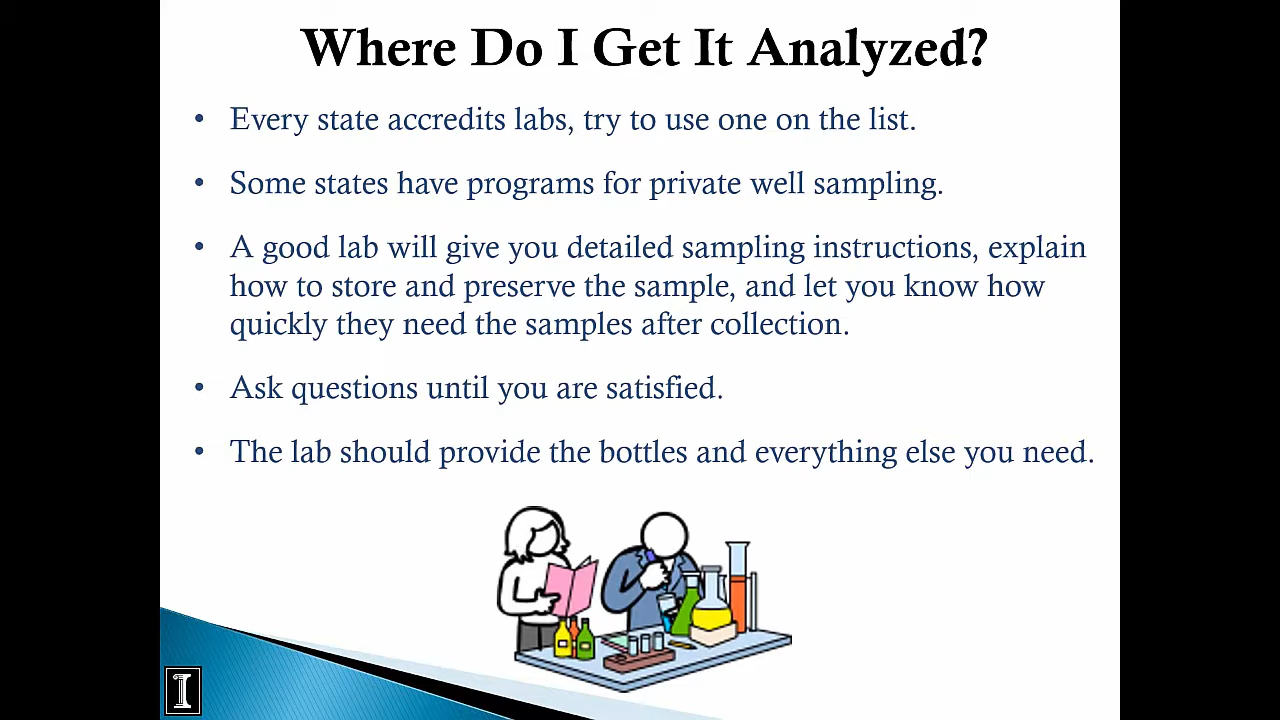 Where Do I Get It Analyzed?
• Every state accredits labs, try to use one on the list.
• Some states have programs for private well sampling.
• A good lab will give you detailed sampling instructions, explain
how to store and preserve the sample, and let you know how
quickly they need the samples after collection.
• Ask questions until you are satisfied.
• The lab should provide the bottles and everything else you need.
I